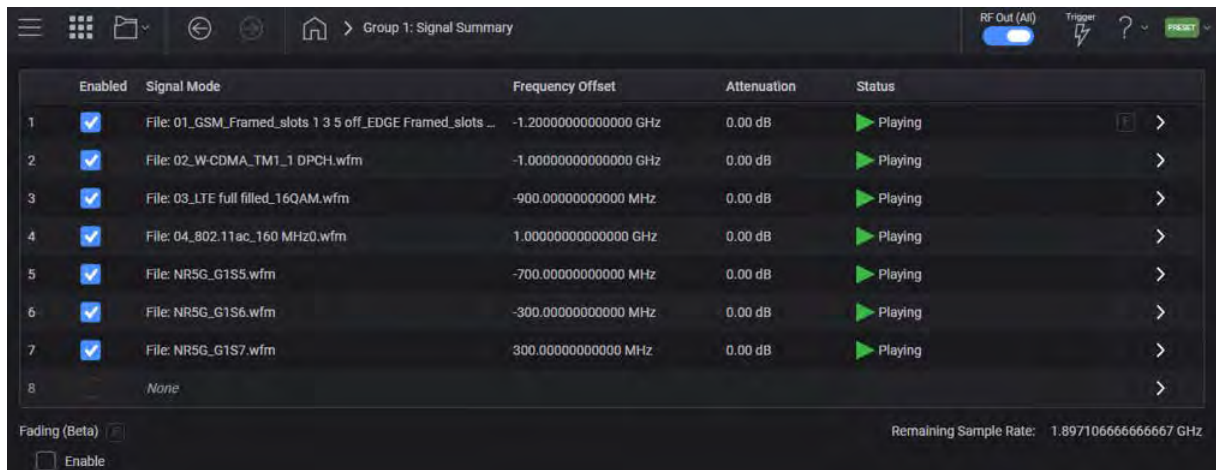 Group 1: Signal Summary
RF Out (All)
Trigger
PRESET
Enabled Signal Mode Frequency Offset Attenuation Status
1 File: 01_GSM_Framed_slots 1 3 5 off_EDGE Framed_slots ... -1.20000000000000 GHz 0.00 dB Playing F
2 File: 02_W-CDMA_TM1_1 DPCH.wfm -1.00000000000000 GHz 0.00 dB Playing
3 File: 03_LTE full filled_16QAM.wfm -900.00000000000 MHz 0.00 dB Playing
4 File: 04_802.11ac_160 MHz0.wfm 1.00000000000000 GHz 0.00 dB Playing
5 File: NR5G_G1S5.wfm -700.00000000000 MHz 0.00 dB Playing
6 File: NR5G_G1S6.wfm -300.00000000000 MHz 0.00 dB Playing
7 File: NR5G_G1S7.wfm 300.00000000000 MHz 0.00 dB Playing
8 None
Fading (Beta) F Remaining Sample Rate: 1.897106666666667 GHz
Enable